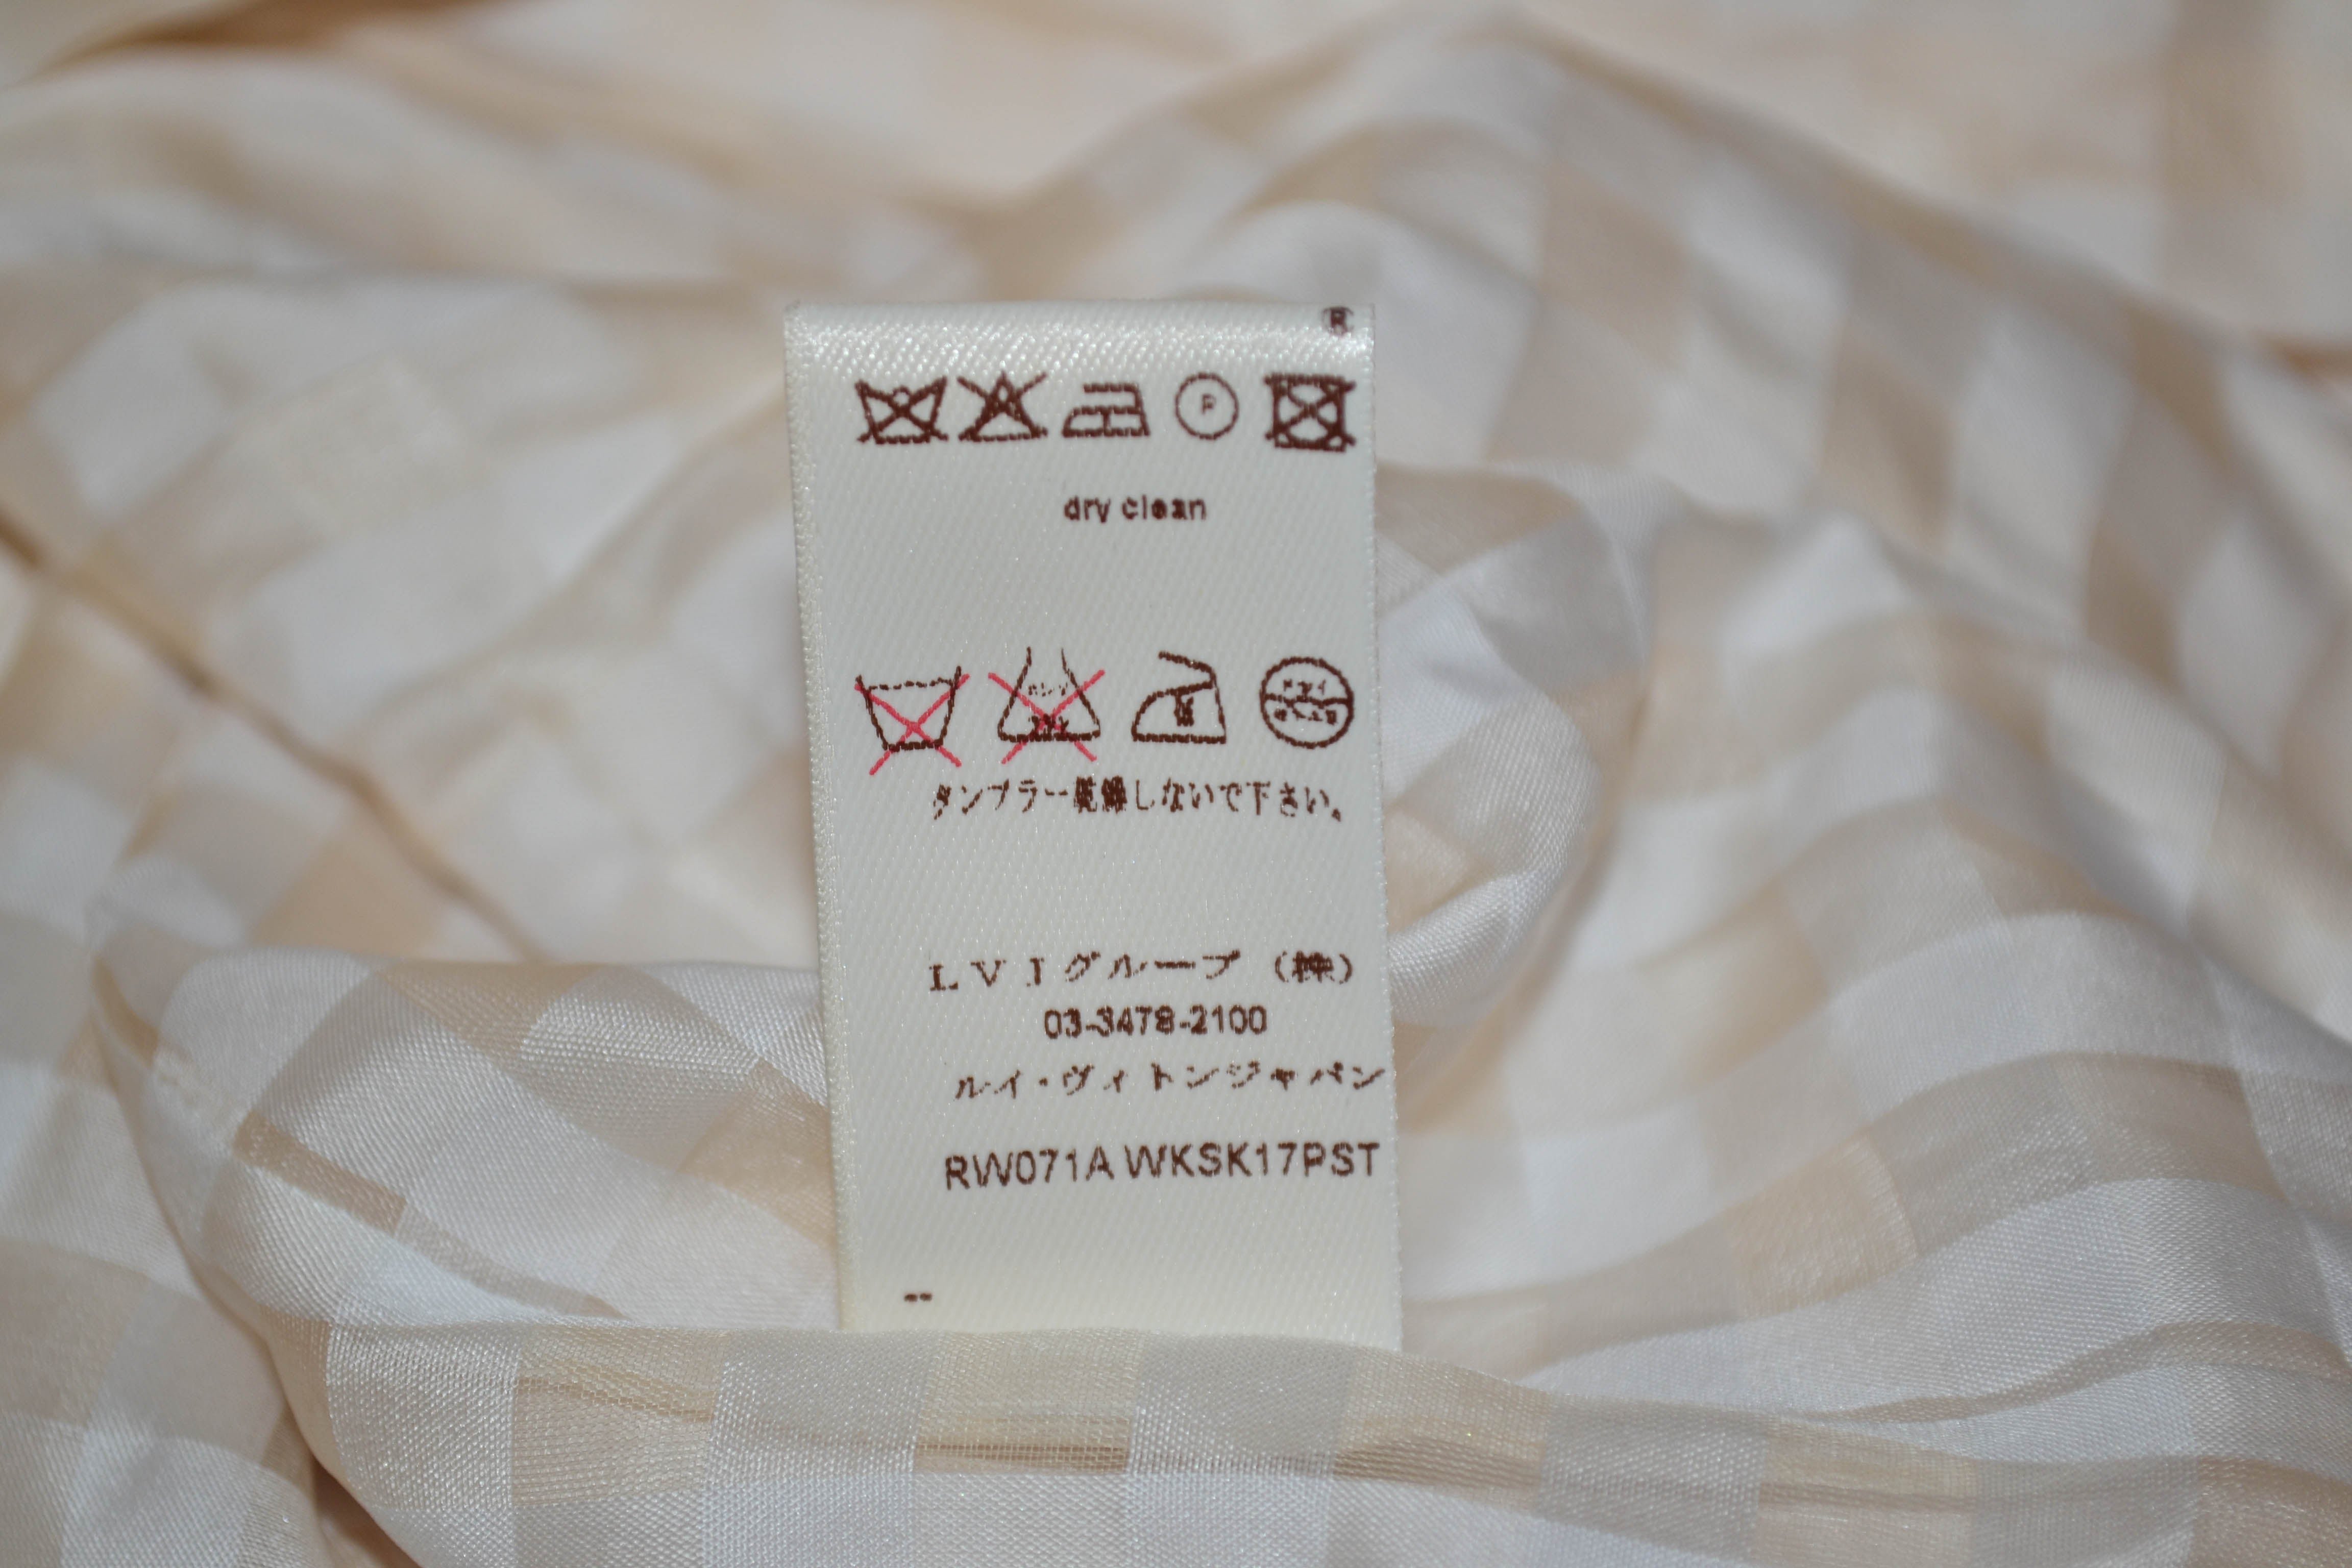 ®
P
dry clean
タンブラー乾燥しないで下さい。
LVJグループ（株）
03-3478-2100
ルイ・ヴィトンジャパン
RW071A WKSK17PST
--